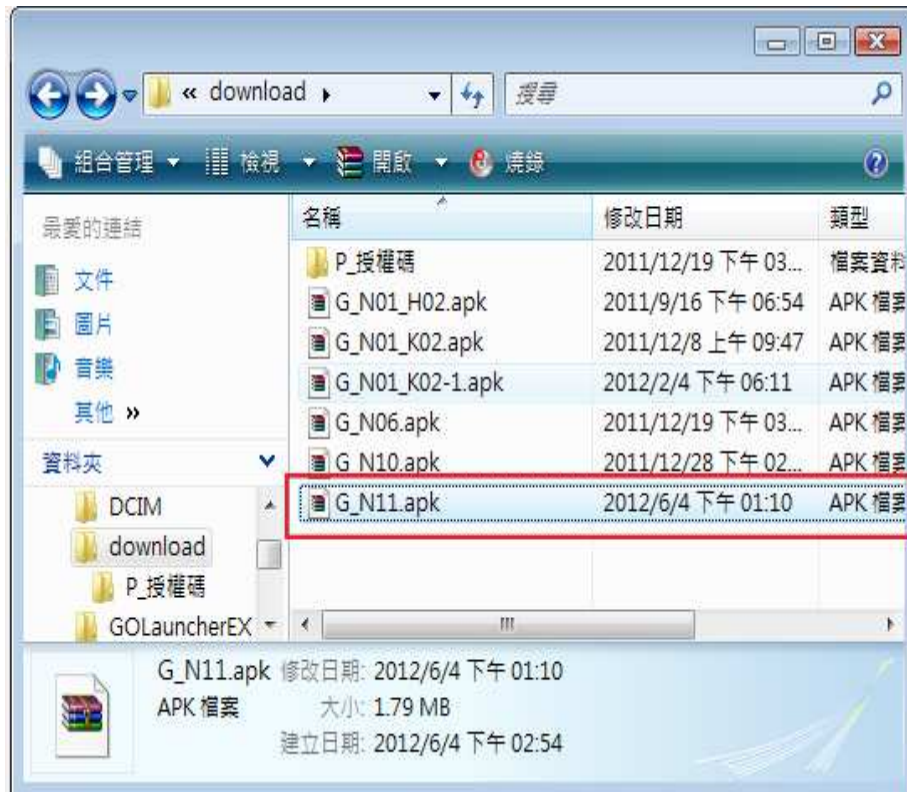 « download
搜尋
組合管理 檢視 開啟 燒錄
最愛的連結
文件
圖片
音樂
其他 »
資料夾
DCIM
download
P_授權碼
GOLauncherEX
名稱 修改日期 類型
P_授權碼 2011/12/19 下午 03... 檔案資料
G_N01_H02.apk 2011/9/16 下午 06:54 APK 檔案
G_N01_K02.apk 2011/12/8 上午 09:47 APK 檔案
G_N01_K02-1.apk 2012/2/4 下午 06:11 APK 檔案
G_N06.apk 2011/12/19 下午 03... APK 檔案
G_N10.apk 2011/12/28 下午 02... APK 檔案
G_N11.apk 2012/6/4 下午 01:10 APK 檔案
G_N11.apk 修改日期: 2012/6/4 下午 01:10
APK 檔案 大小: 1.79 MB
建立日期: 2012/6/4 下午 02:54